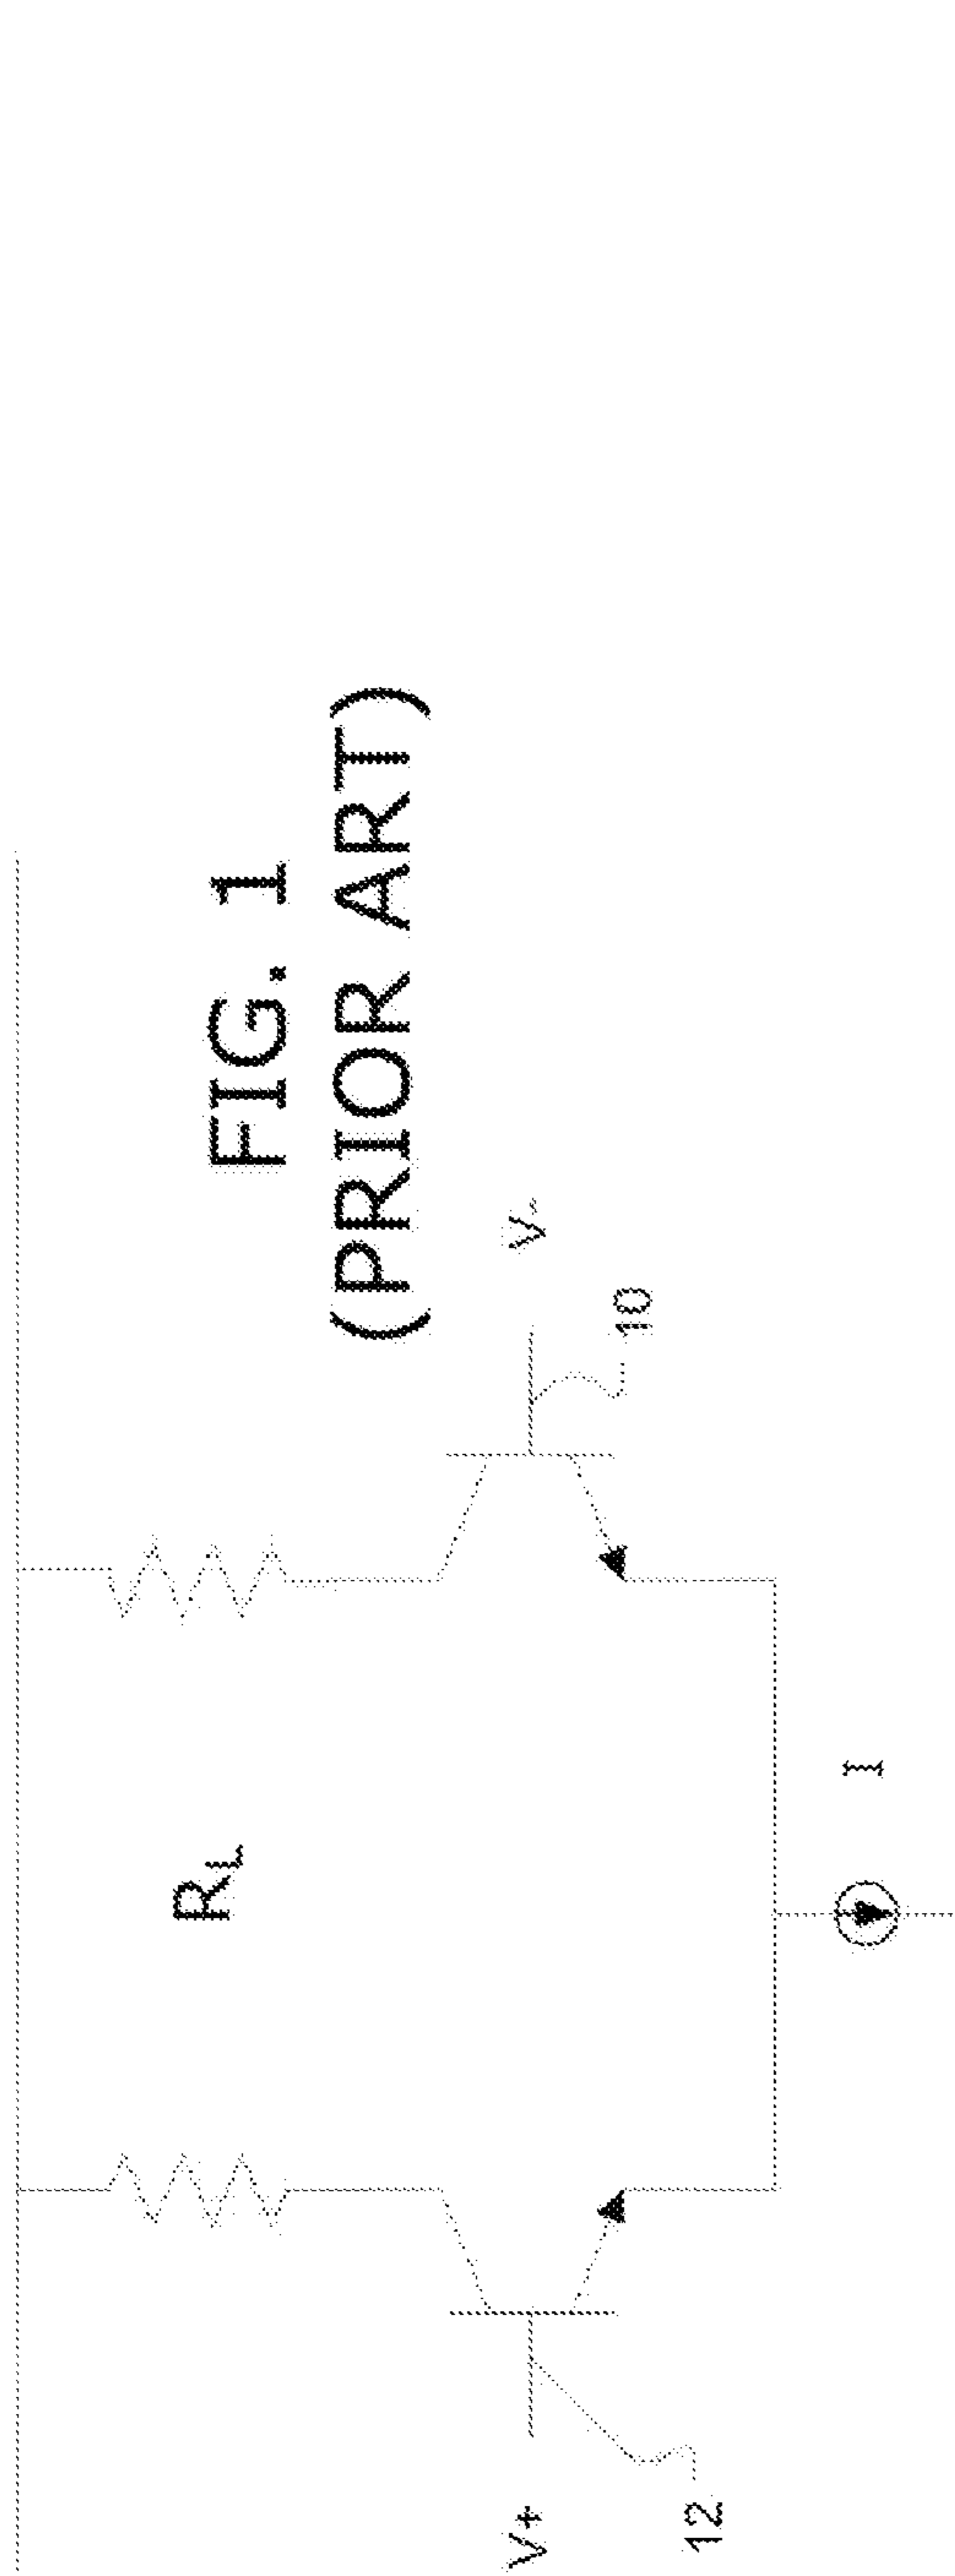 FIG. 1
(PRIOR ART)
RL
V+
V-
12
10
I